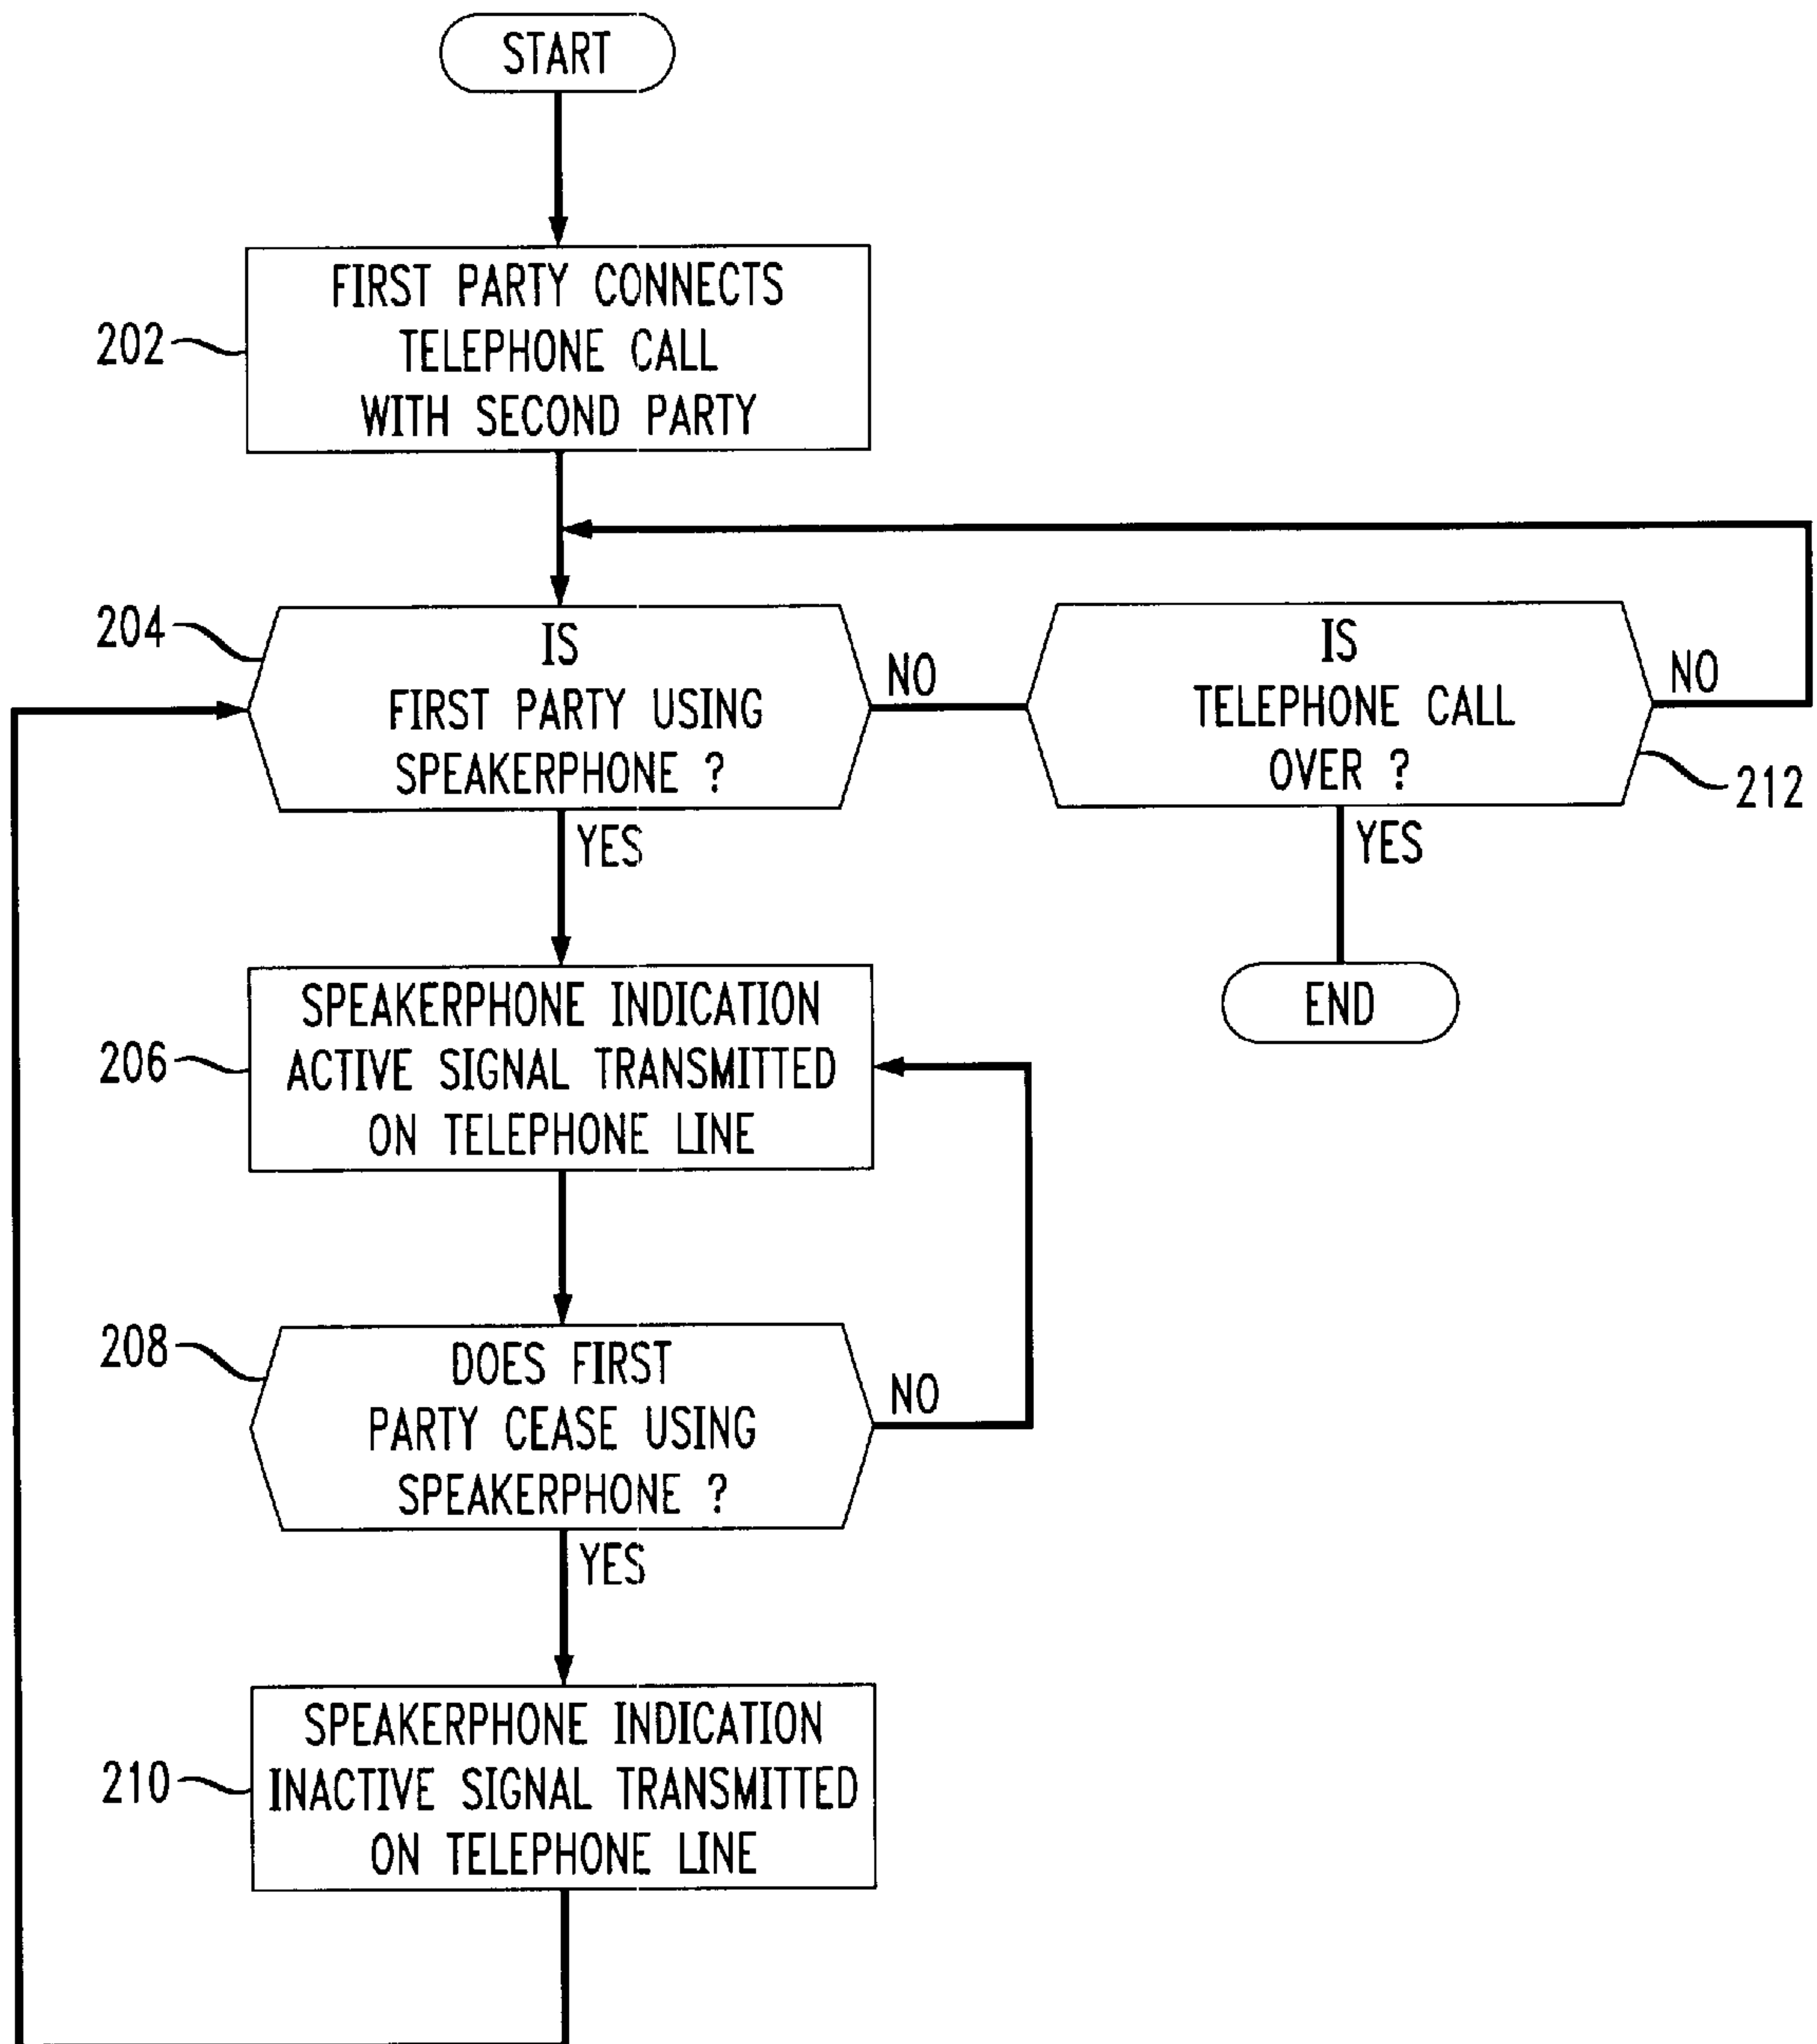 START
202
FIRST PARTY CONNECTS
TELEPHONE CALL
WITH SECOND PARTY
204
IS
FIRST PARTY USING
SPEAKERPHONE ?
NO
YES
IS
TELEPHONE CALL
OVER ?
NO
212
YES
END
206
SPEAKERPHONE INDICATION
ACTIVE SIGNAL TRANSMITTED
ON TELEPHONE LINE
208
DOES FIRST
PARTY CEASE USING
SPEAKERPHONE ?
NO
YES
210
SPEAKERPHONE INDICATION
INACTIVE SIGNAL TRANSMITTED
ON TELEPHONE LINE